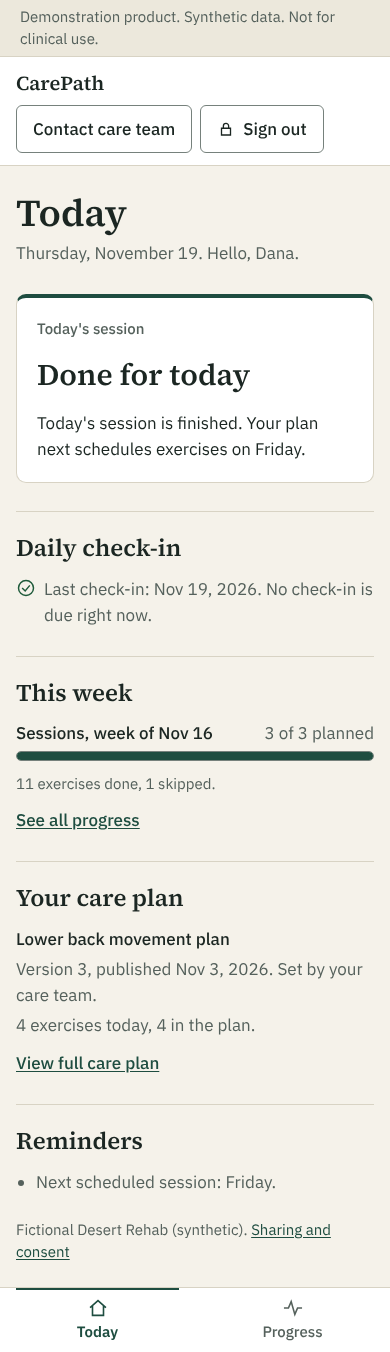 Demonstration product. Synthetic data. Not for
clinical use.
CarePath
Contact care team
Sign out
Today
Thursday, November 19. Hello, Dana.
Today's session
Done for today
Today's session is finished. Your plan
next schedules exercises on Friday.
Daily check-in
Last check-in: Nov 19, 2026. No check-in is
due right now.
This week
Sessions, week of Nov 16 3 of 3 planned
11 exercises done, 1 skipped.
See all progress
Your care plan
Lower back movement plan
Version 3, published Nov 3, 2026. Set by your
care team.
4 exercises today, 4 in the plan.
View full care plan
Reminders
• Next scheduled session: Friday.
Fictional Desert Rehab (synthetic). Sharing and
consent
Today
Progress